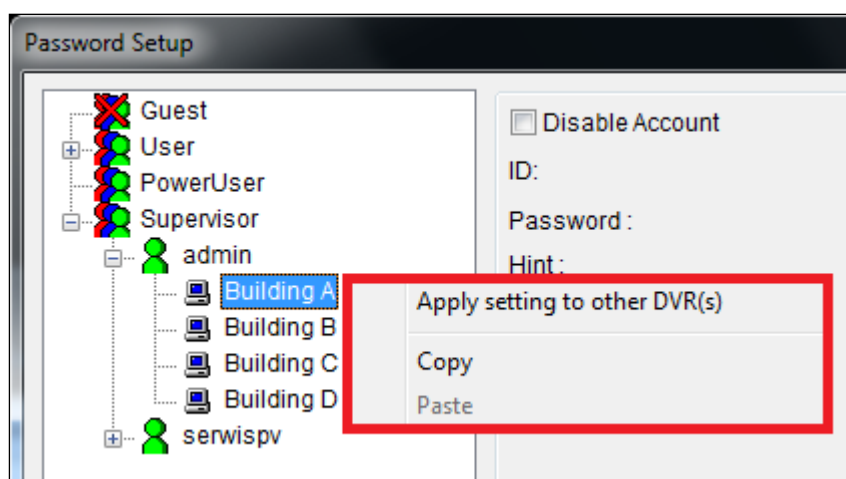 Password Setup
Guest
User
PowerUser
Supervisor
admin
Building A
Building B
Building C
Building D
serwispv
Disable Account
ID:
Password :
Hint :
Apply setting to other DVR(s)
Copy
Paste